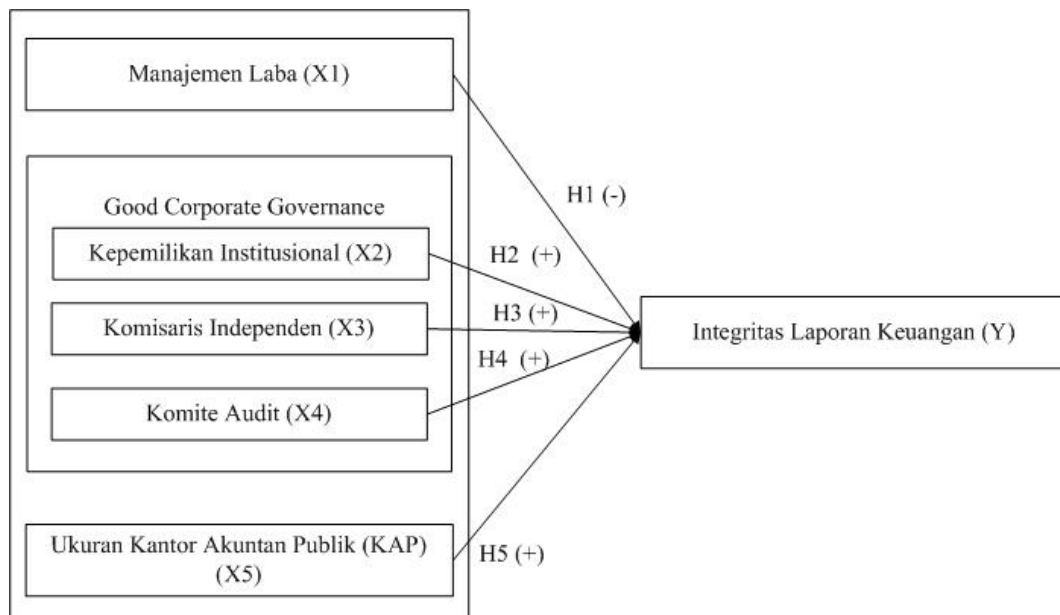 Manajemen Laba (X1)
H1 (-)
Good Corporate Governance
Kepemilikan Institusional (X2)
H2 (+)
Komisaris Independen (X3)
H3 (+)
Integritas Laporan Keuangan (Y)
H4 (+)
Komite Audit (X4)
Ukuran Kantor Akuntan Publik (KAP)
(X5)
H5 (+)